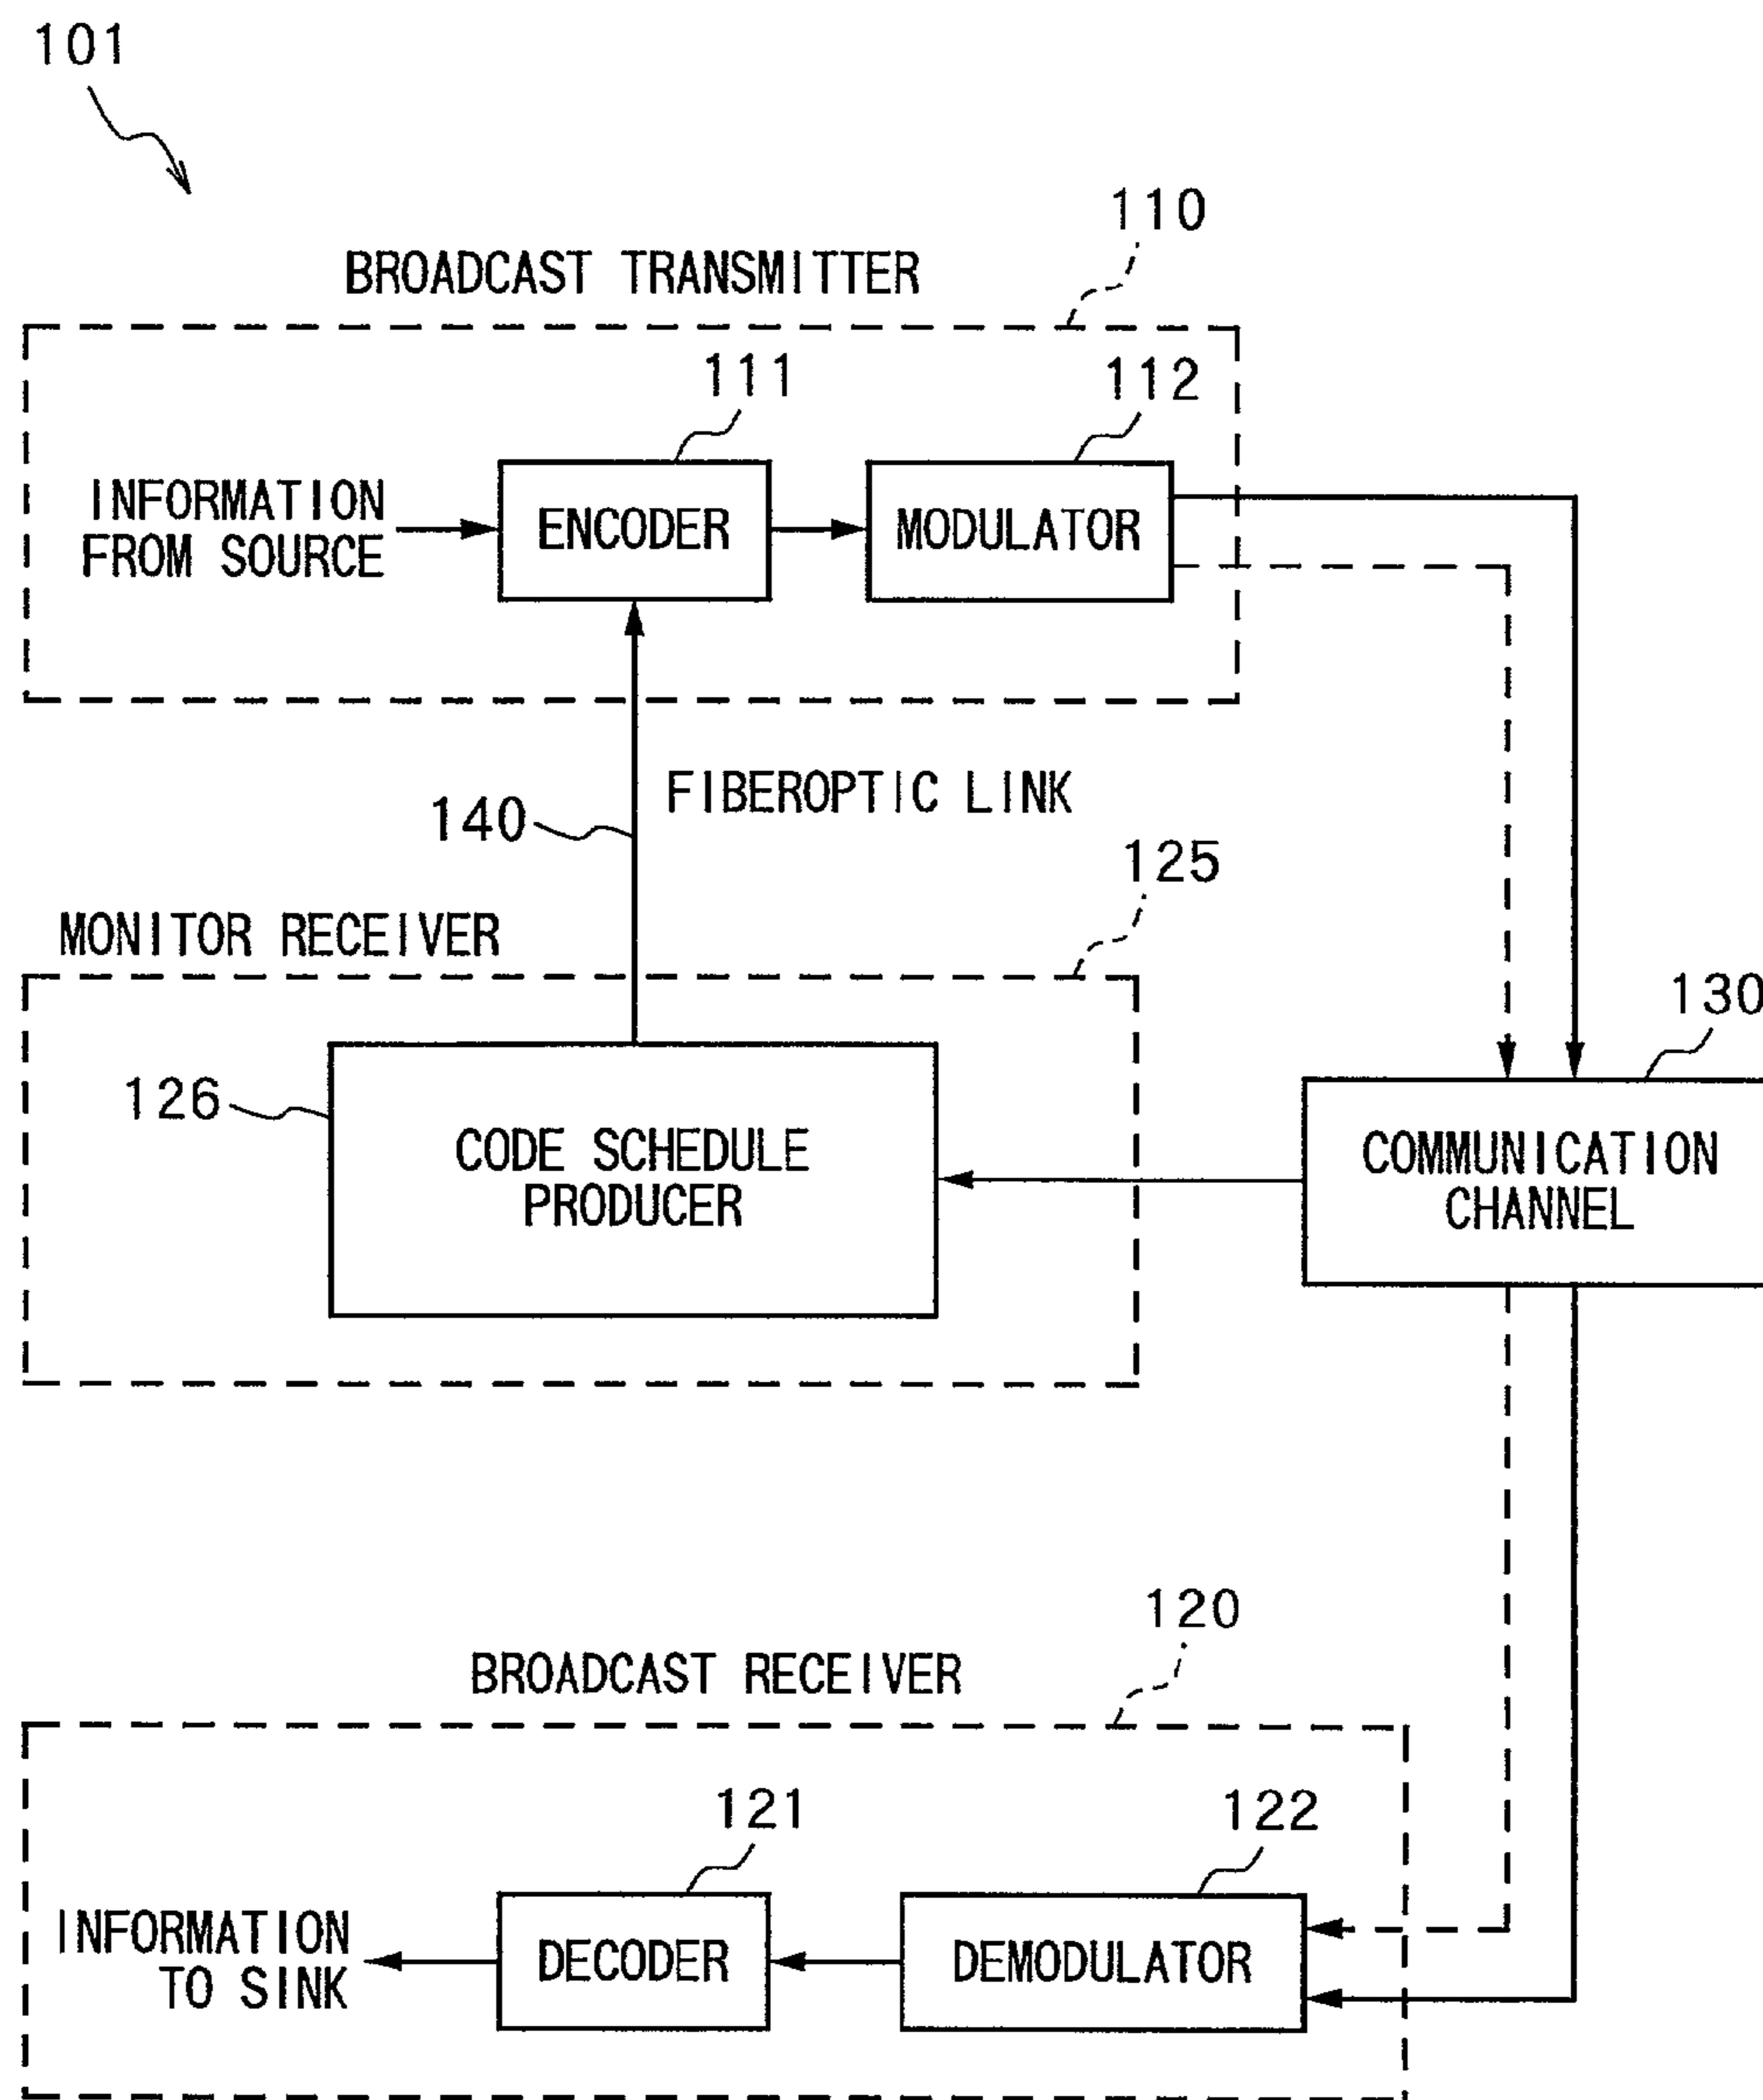 101
110
BROADCAST TRANSMITTER
111
112
INFORMATION
FROM SOURCE
ENCODER
MODULATOR
FIBEROPTIC LINK
140
125
MONITOR RECEIVER
130
126
CODE SCHEDULE
PRODUCER
COMMUNICATION
CHANNEL
120
BROADCAST RECEIVER
121
122
INFORMATION
TO SINK
DECODER
DEMODULATOR